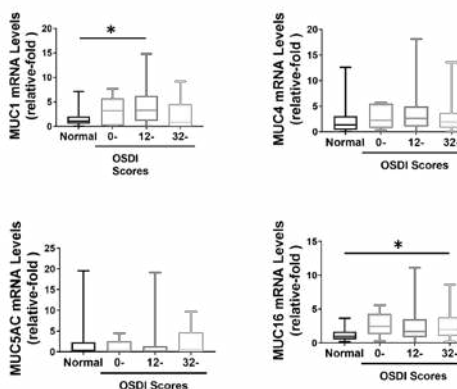 MUC1 mRNA Levels
(relative-fold)
20
15
10
5
0
*
Normal 0- 12- 32-
OSDI
Scores
MUC4 mRNA Levels
(relative-fold)
20
15
10
5
0
Normal 0- 12- 32-
OSDI Scores
MUC5AC mRNA Levels
(relative-fold)
25
20
15
10
5
0
Normal 0- 12- 32-
OSDI Scores
MUC16 mRNA Levels
(relative-fold)
15
10
5
0
*
Normal 0- 12- 32-
OSDI Scores